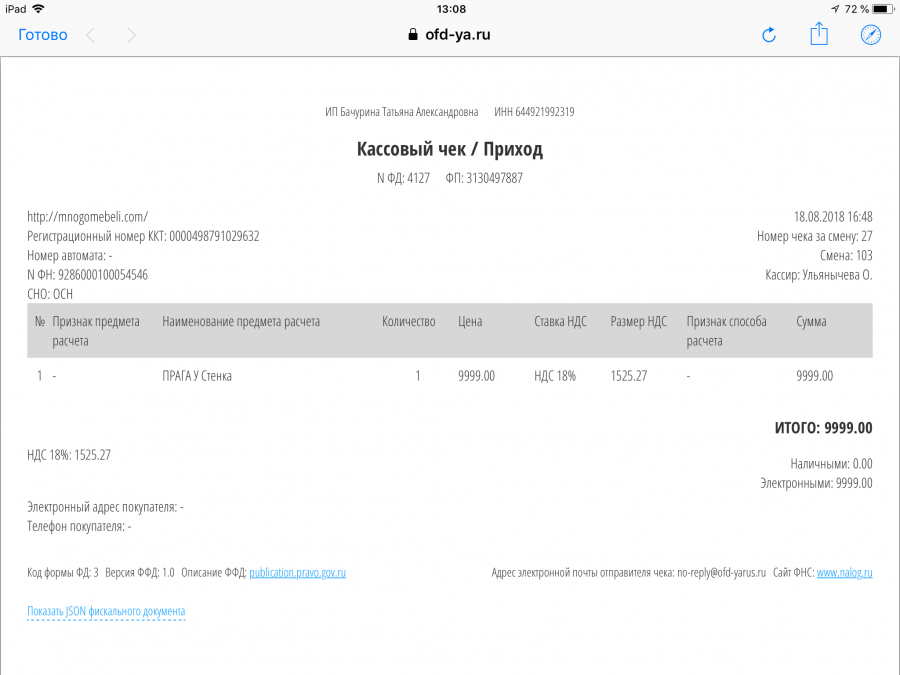 iPad 13:08 72 %
Готово ofd-ya.ru
ИП Бачурина Татьяна Александровна ИНН 644921992319
Кассовый чек / Приход
N ФД: 4127 ФП: 3130497887
http://mnogomebeli.com/ 18.08.2018 16:48
Регистрационный номер ККТ: 0000498791029632 Номер чека за смену: 27
Номер автомата: - Смена: 103
N ФН: 9286000100054546 Кассир: Ульянычева О.
СНО: ОСН
№ Признак предмета Наименование предмета расчета Количество Цена Ставка НДС Размер НДС Признак способа Сумма
расчета расчета
1 - ПРАГА У Стенка 1 9999.00 НДС 18% 1525.27 - 9999.00
ИТОГО: 9999.00
НДС 18%: 1525.27
Наличными: 0.00
Электронными: 9999.00
Электронный адрес покупателя: -
Телефон покупателя: -
Код формы ФД: 3 Версия ФФД: 1.0 Описание ФФД: publication.pravo.gov.ru Адрес электронной почты отправителя чека: no-reply@ofd-yarus.ru Сайт ФНС: www.nalog.ru
Показать JSON фискального документа